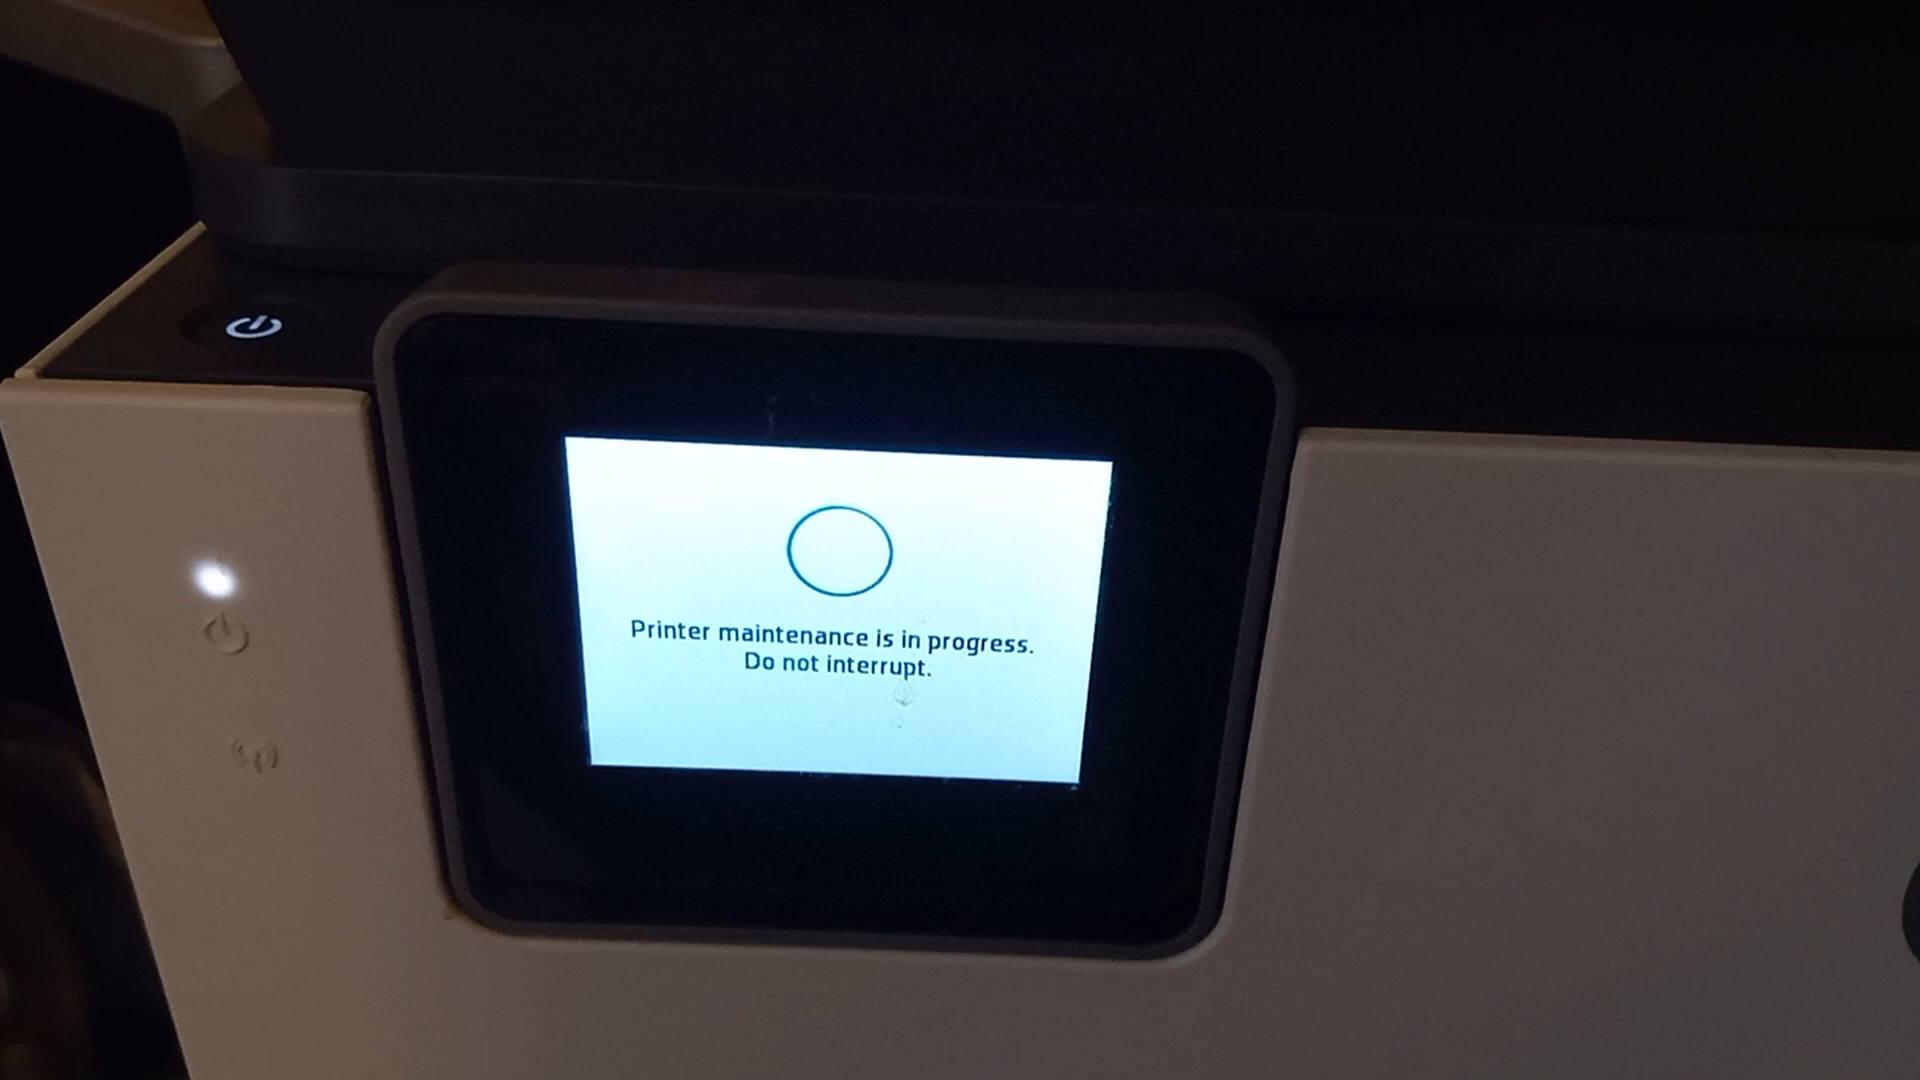 Printer maintenance is in progress.
Do not interrupt.